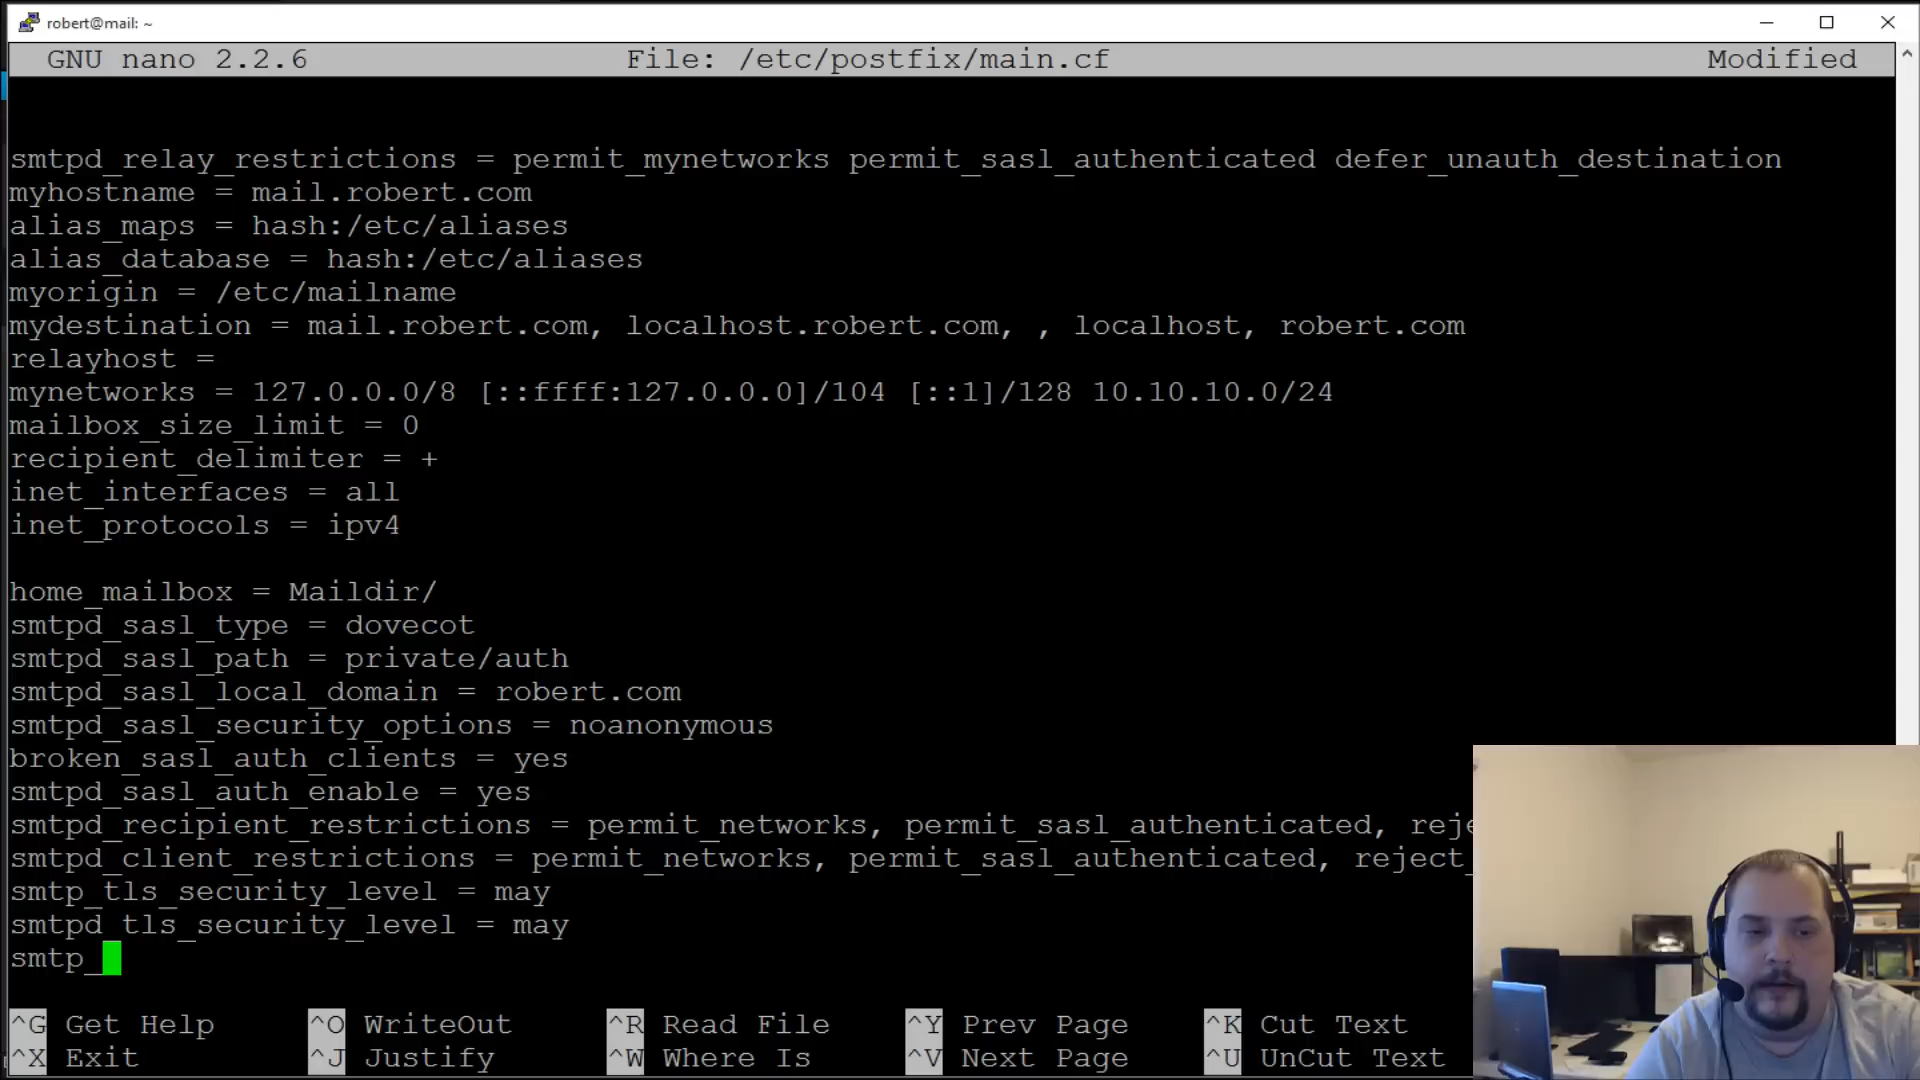 robert@mail: ~
GNU nano 2.2.6 File: /etc/postfix/main.cf Modified
smtpd_relay_restrictions = permit_mynetworks permit_sasl_authenticated defer_unauth_destination
myhostname = mail.robert.com
alias_maps = hash:/etc/aliases
alias_database = hash:/etc/aliases
myorigin = /etc/mailname
mydestination = mail.robert.com, localhost.robert.com, , localhost, robert.com
relayhost =
mynetworks = 127.0.0.0/8 [::ffff:127.0.0.0]/104 [::1]/128 10.10.10.0/24
mailbox_size_limit = 0
recipient_delimiter = +
inet_interfaces = all
inet_protocols = ipv4
home_mailbox = Maildir/
smtpd_sasl_type = dovecot
smtpd_sasl_path = private/auth
smtpd_sasl_local_domain = robert.com
smtpd_sasl_security_options = noanonymous
broken_sasl_auth_clients = yes
smtpd_sasl_auth_enable = yes
smtpd_recipient_restrictions = permit_networks, permit_sasl_authenticated, reje
smtpd_client_restrictions = permit_networks, permit_sasl_authenticated, reject_
smtp_tls_security_level = may
smtpd_tls_security_level = may
smtp_
^G Get Help ^O WriteOut ^R Read File ^Y Prev Page ^K Cut Text
^X Exit ^J Justify ^W Where Is ^V Next Page ^U UnCut Text